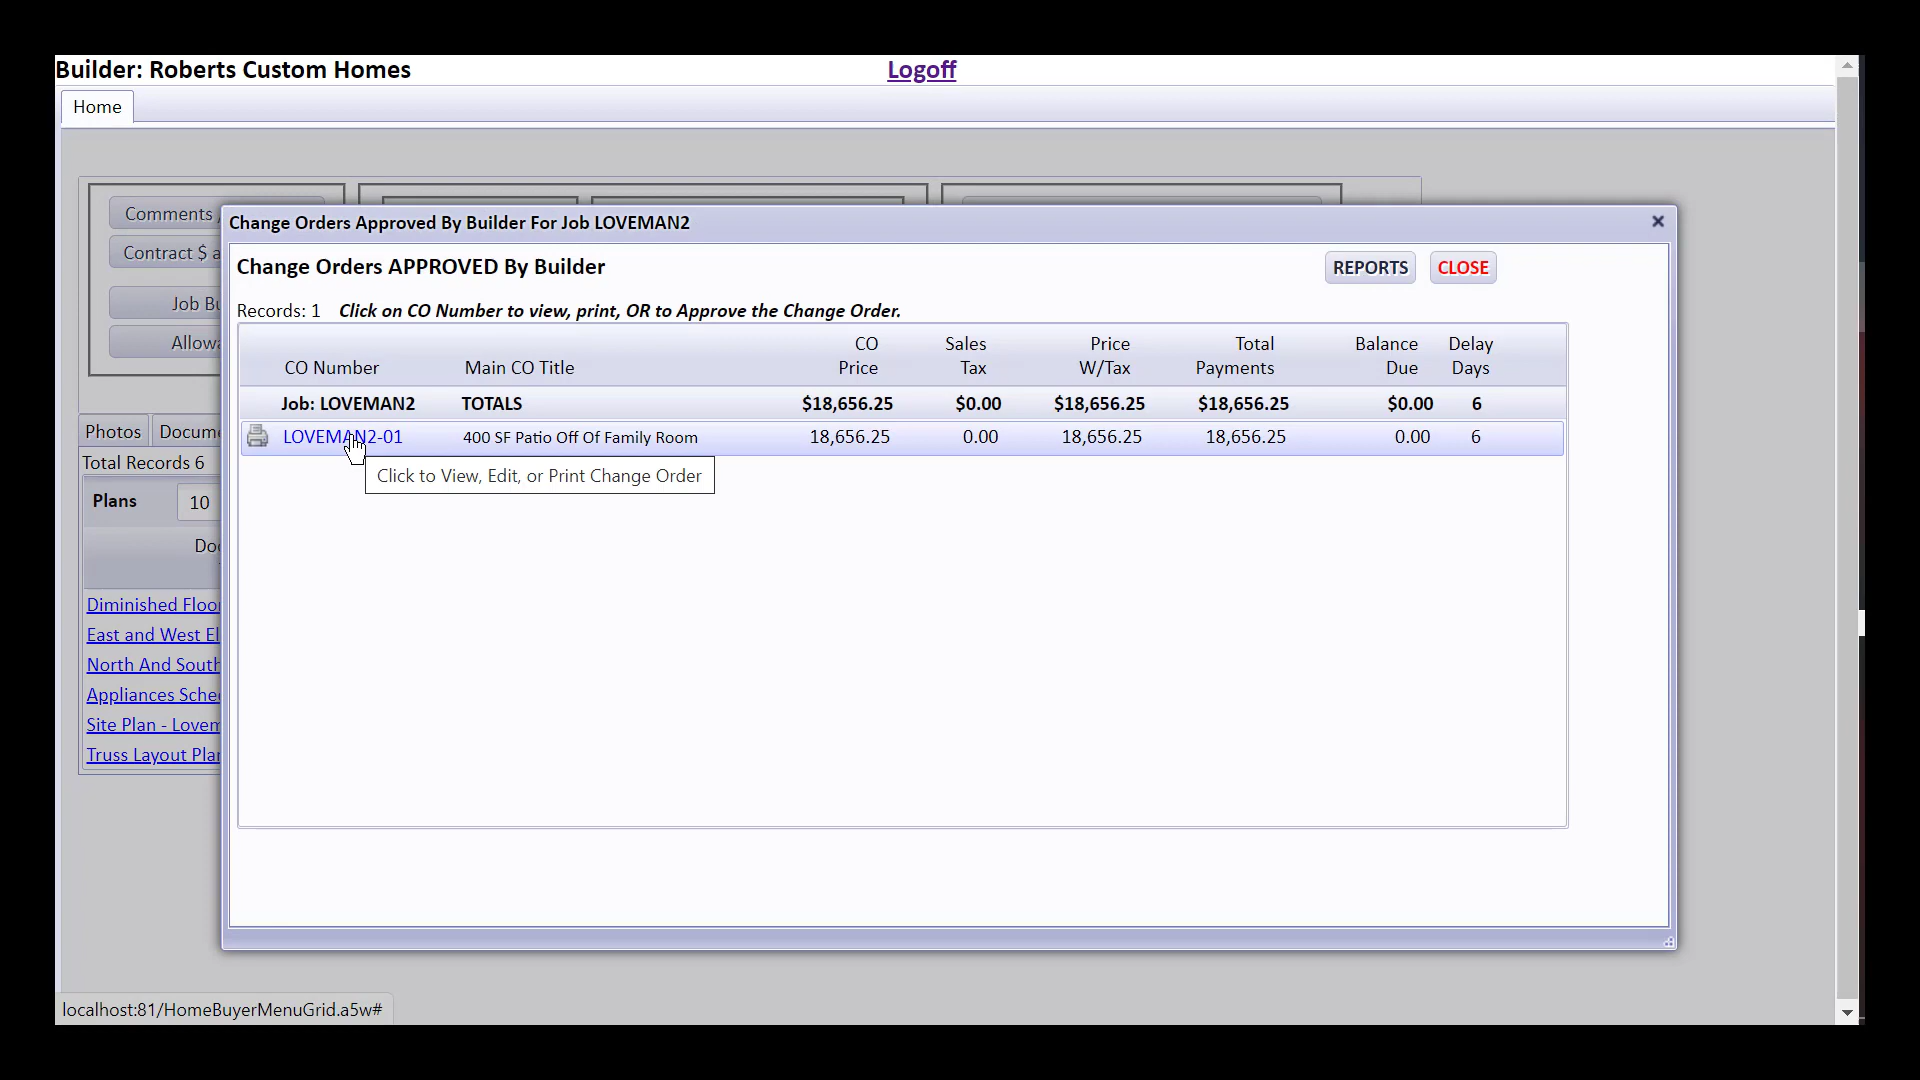 Builder: Roberts Custom Homes Logoff
Home
Comments
Contract $ a
Job Bu
Allowa
Change Orders Approved By Builder For Job LOVEMAN2
Change Orders APPROVED By Builder REPORTS CLOSE
Records: 1 Click on CO Number to view, print, OR to Approve the Change Order.
CO Number Main CO Title CO Price Sales Tax Price W/Tax Total Payments Balance Due Delay Days
Job: LOVEMAN2 TOTALS $18,656.25 $0.00 $18,656.25 $18,656.25 $0.00 6
LOVEMAN2-01 400 SF Patio Off Of Family Room 18,656.25 0.00 18,656.25 18,656.25 0.00 6
Click to View, Edit, or Print Change Order
Photos Docume
Total Records 6
Plans 10
Doc
Diminished Floor
East and West El
North And South
Appliances Sche
Site Plan - Lovem
Truss Layout Plan
localhost:81/HomeBuyerMenuGrid.a5w#